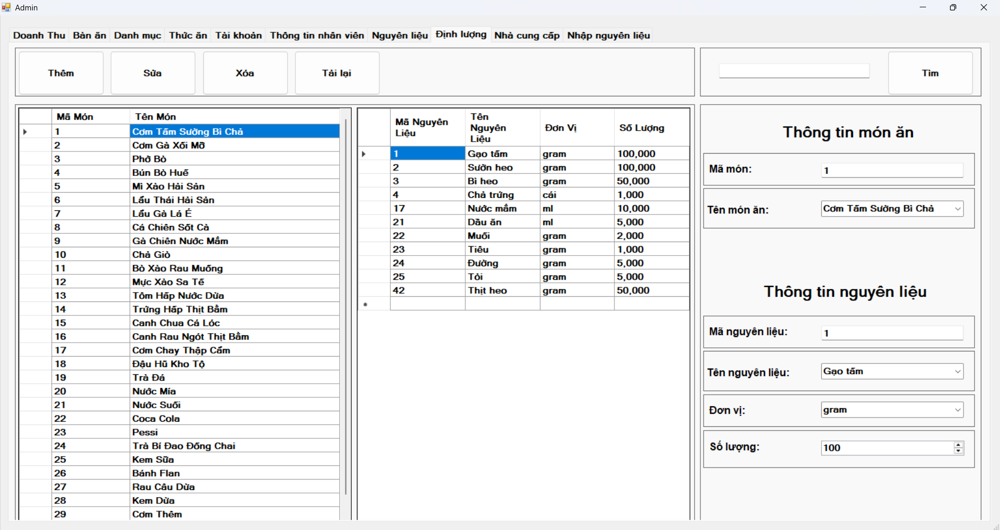 Admin
Doanh Thu Bàn ăn Danh mục Thức ăn Tài khoản Thông tin nhân viên Nguyên liệu Định lượng Nhà cung cấp Nhập nguyên liệu
Thêm Sửa Xóa Tải lại Tìm
Mã Món Tên Món
1 Cơm Tấm Sường Bì Chả
2 Cơm Gà Xối Mỡ
3 Phở Bò
4 Bún Bò Huế
5 Mì Xào Hải Sản
6 Lẩu Thái Hải Sản
7 Lẩu Gà Lá É
8 Cá Chiên Sốt Cà
9 Gà Chiên Nước Mắm
10 Chả Giò
11 Bò Xào Rau Muống
12 Mực Xào Sa Tế
13 Tôm Hấp Nước Dừa
14 Trứng Hấp Thịt Bằm
15 Canh Chua Cá Lóc
16 Canh Rau Ngót Thịt Bằm
17 Cơm Chay Thập Cẩm
18 Đậu Hũ Kho Tộ
19 Trà Đá
20 Nước Mía
21 Nước Suối
22 Coca Cola
23 Pessi
24 Trà Bí Đao Đống Chai
25 Kem Sữa
26 Bánh Flan
27 Rau Câu Dừa
28 Kem Dừa
29 Cơm Thêm
Mã Nguyên Liệu Tên Nguyên Liệu Đơn Vị Số Lượng
1 Gạo tấm gram 100,000
2 Sườn heo gram 100,000
3 Bì heo gram 50,000
4 Chả trứng cái 1,000
17 Nước mắm ml 10,000
21 Dầu ăn ml 5,000
22 Muối gram 2,000
23 Tiêu gram 1,000
24 Đường gram 5,000
25 Tỏi gram 5,000
42 Thịt heo gram 50,000
Thông tin món ăn
Mã món: 1
Tên món ăn: Cơm Tấm Sường Bì Chả
Thông tin nguyên liệu
Mã nguyên liệu: 1
Tên nguyên liệu: Gạo tấm
Đơn vị: gram
Số lượng: 100